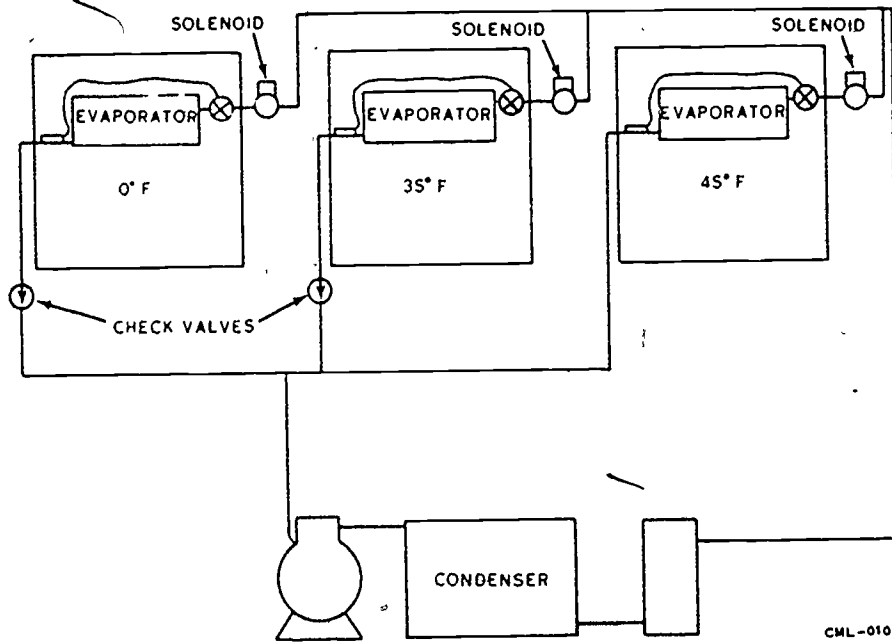 SOLENOID
SOLENOID
SOLENOID
EVAPORATOR
EVAPORATOR
EVAPORATOR
0° F
35° F
45° F
CHECK VALVES
CONDENSER
CML-010